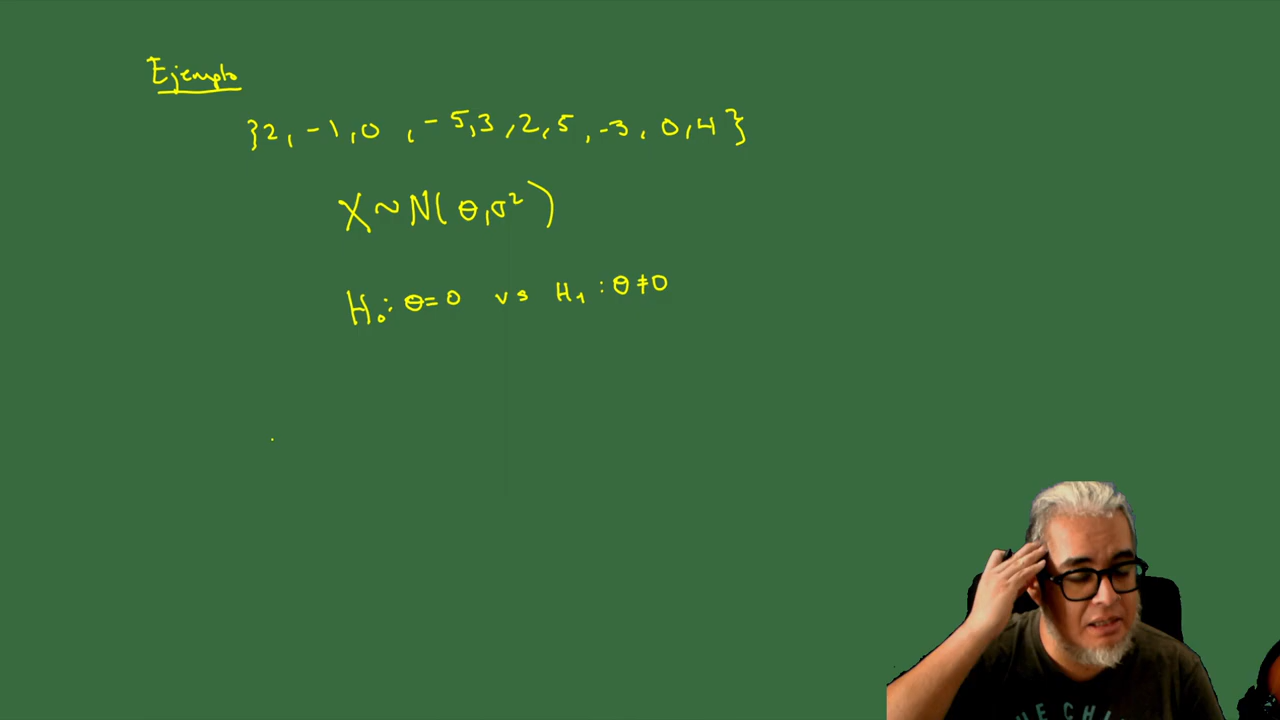 Ejemplo
{2, -1, 0, -5, 3, 2, 5, -3, 0, 4}
X ~ N(θ, σ²)
H₀: θ = 0 vs H₁: θ ≠ 0